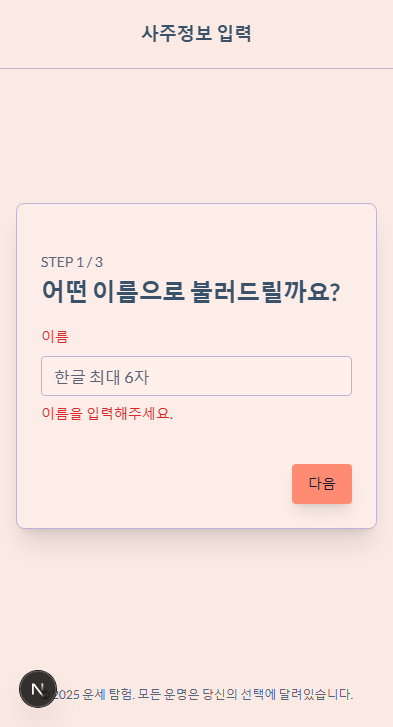 사주정보 입력
STEP 1 / 3
어떤 이름으로 불러드릴까요?
이름
한글 최대 6자
이름을 입력해주세요.
다음
N
2025 운세 탐험. 모든 운명은 당신의 선택에 달려있습니다.